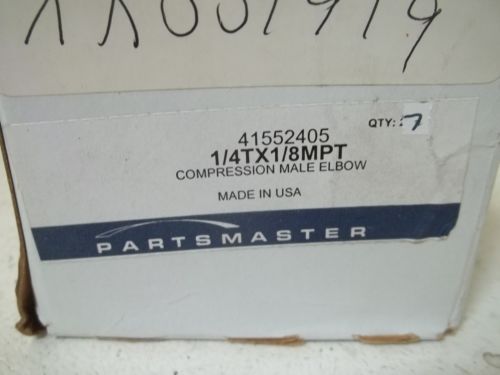 41552405
QTY: 7
1/4TX1/8MPT
COMPRESSION MALE ELBOW
MADE IN USA
PARTSMASTER